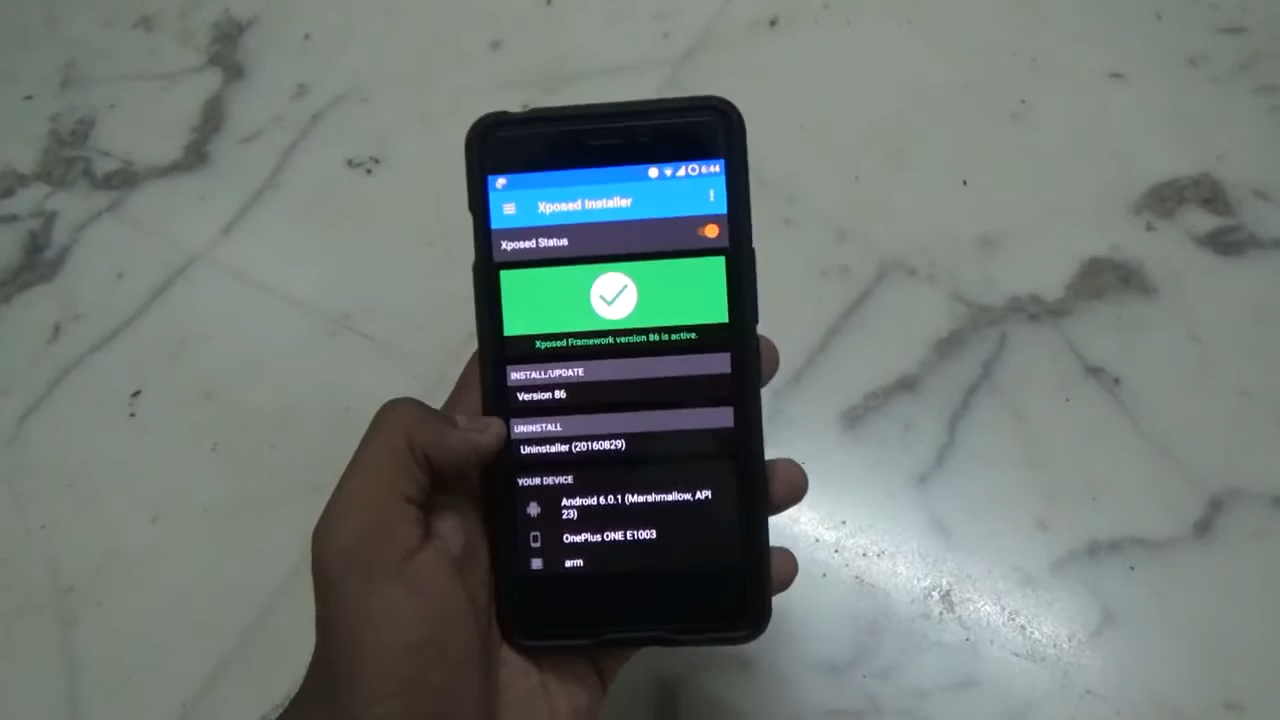 6:44
Xposed Installer
Xposed Status
Xposed Framework version 86 is active.
INSTALL/UPDATE
Version 86
UNINSTALL
Uninstaller (20160829)
YOUR DEVICE
Android 6.0.1 (Marshmallow, API
23)
OnePlus ONE E1003
arm